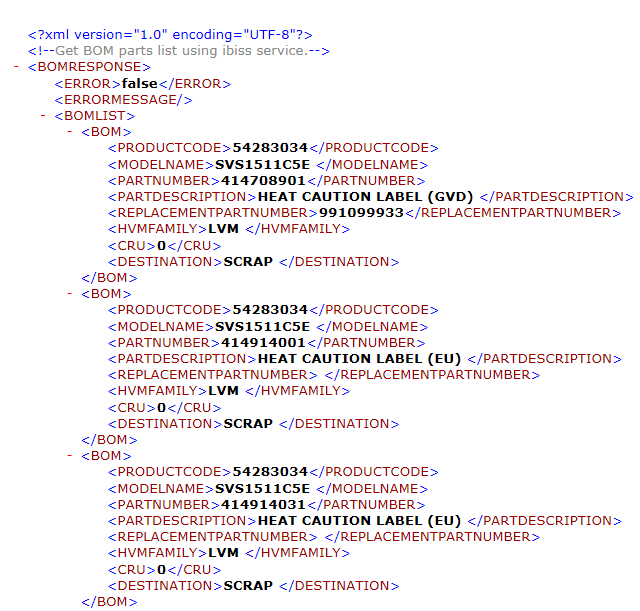 <?xml version="1.0" encoding="UTF-8"?>
<!--Get BOM parts list using ibiss service.-->
- <BOMRESPONSE>
<ERROR>false</ERROR>
<ERRORMESSAGE/>
- <BOMLIST>
- <BOM>
<PRODUCTCODE>54283034</PRODUCTCODE>
<MODELNAME>SVS1511C5E </MODELNAME>
<PARTNUMBER>414708901</PARTNUMBER>
<PARTDESCRIPTION>HEAT CAUTION LABEL (GVD) </PARTDESCRIPTION>
<REPLACEMENTPARTNUMBER>991099933</REPLACEMENTPARTNUMBER>
<HVMFAMILY>LVM </HVMFAMILY>
<CRU>0</CRU>
<DESTINATION>SCRAP </DESTINATION>
</BOM>
- <BOM>
<PRODUCTCODE>54283034</PRODUCTCODE>
<MODELNAME>SVS1511C5E </MODELNAME>
<PARTNUMBER>414914001</PARTNUMBER>
<PARTDESCRIPTION>HEAT CAUTION LABEL (EU) </PARTDESCRIPTION>
<REPLACEMENTPARTNUMBER> </REPLACEMENTPARTNUMBER>
<HVMFAMILY>LVM </HVMFAMILY>
<CRU>0</CRU>
<DESTINATION>SCRAP </DESTINATION>
</BOM>
- <BOM>
<PRODUCTCODE>54283034</PRODUCTCODE>
<MODELNAME>SVS1511C5E </MODELNAME>
<PARTNUMBER>414914031</PARTNUMBER>
<PARTDESCRIPTION>HEAT CAUTION LABEL (EU) </PARTDESCRIPTION>
<REPLACEMENTPARTNUMBER> </REPLACEMENTPARTNUMBER>
<HVMFAMILY>LVM </HVMFAMILY>
<CRU>0</CRU>
<DESTINATION>SCRAP </DESTINATION>
</BOM>